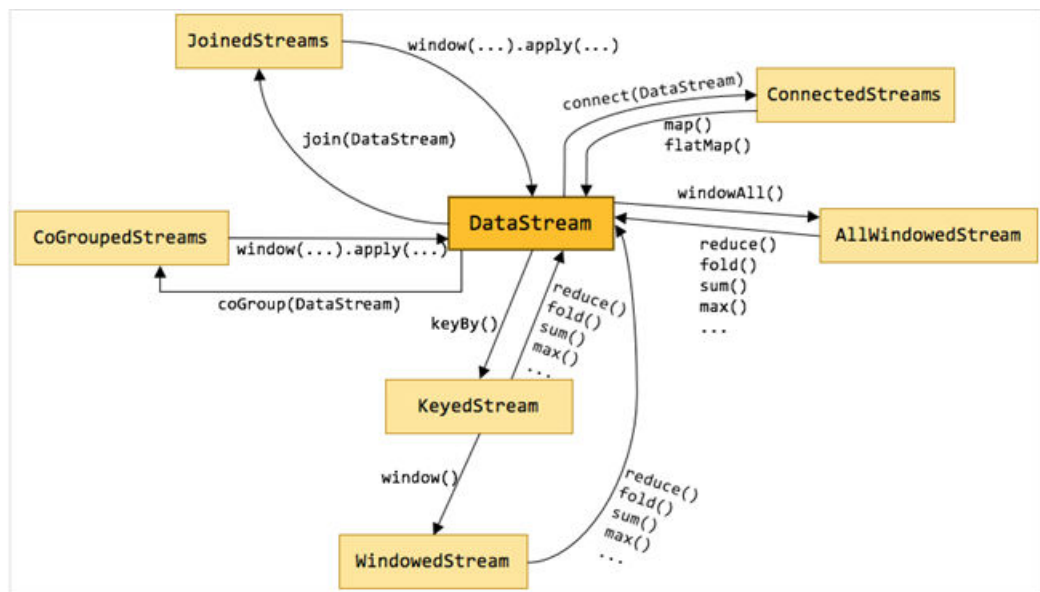 JoinedStreams
window(...).apply(...)
connect(DataStream)
ConnectedStreams
map()
flatMap()
join(DataStream)
windowAll()
DataStream
AllWindowedStream
CoGroupedStreams
window(...).apply(...)
reduce()
fold()
sum()
max()
...
coGroup(DataStream)
keyBy()
reduce()
fold()
sum()
max()
...
KeyedStream
window()
reduce()
fold()
sum()
max()
...
WindowedStream